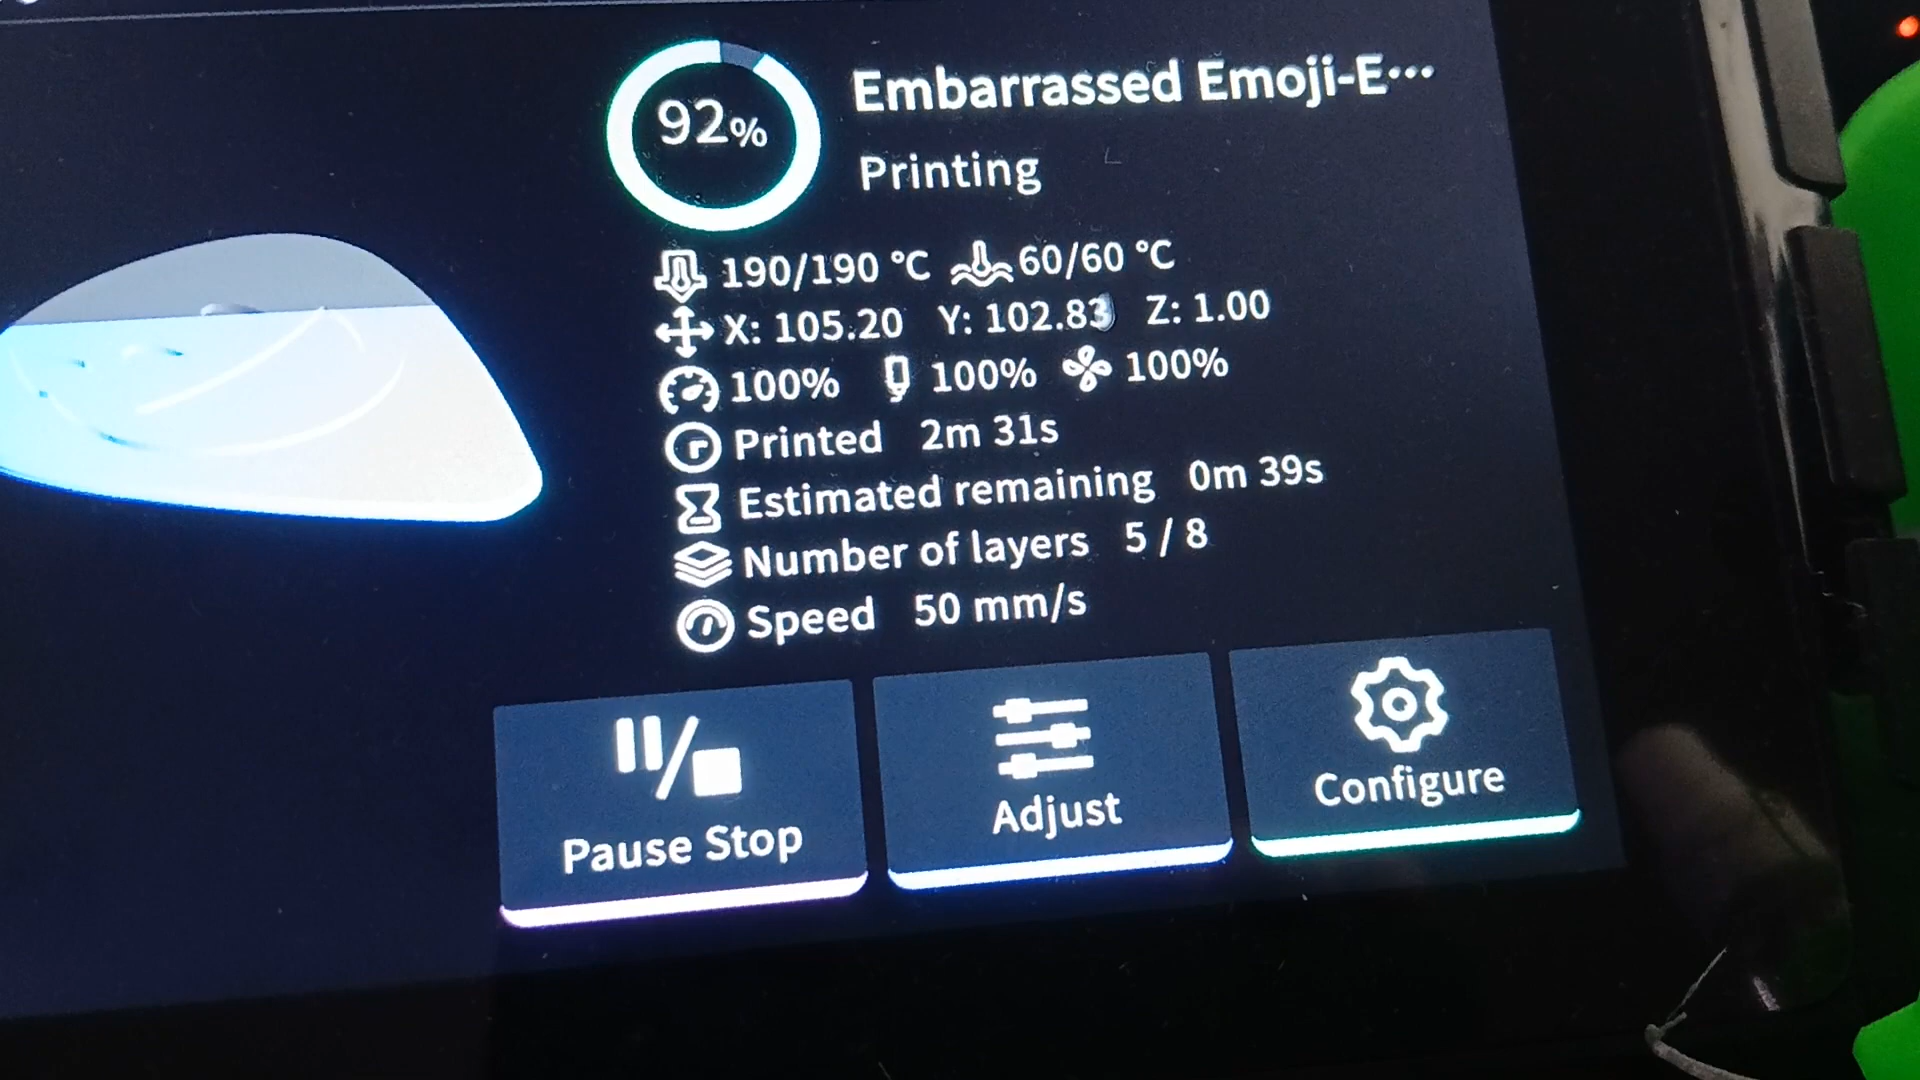 92%
Embarrassed Emoji-E...
Printing
190/190 °C 60/60 °C
X: 105.20 Y: 102.83 Z: 1.00
100% 100% 100%
Printed 2m 31s
Estimated remaining 0m 39s
Number of layers 5 / 8
Speed 50 mm/s
Pause Stop
Adjust
Configure